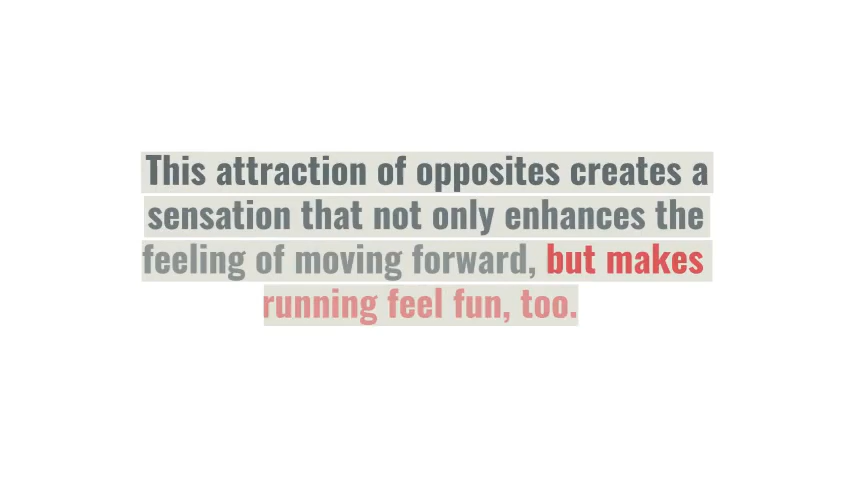 This attraction of opposites creates a
sensation that not only enhances the
feeling of moving forward, but makes
running feel fun, too.